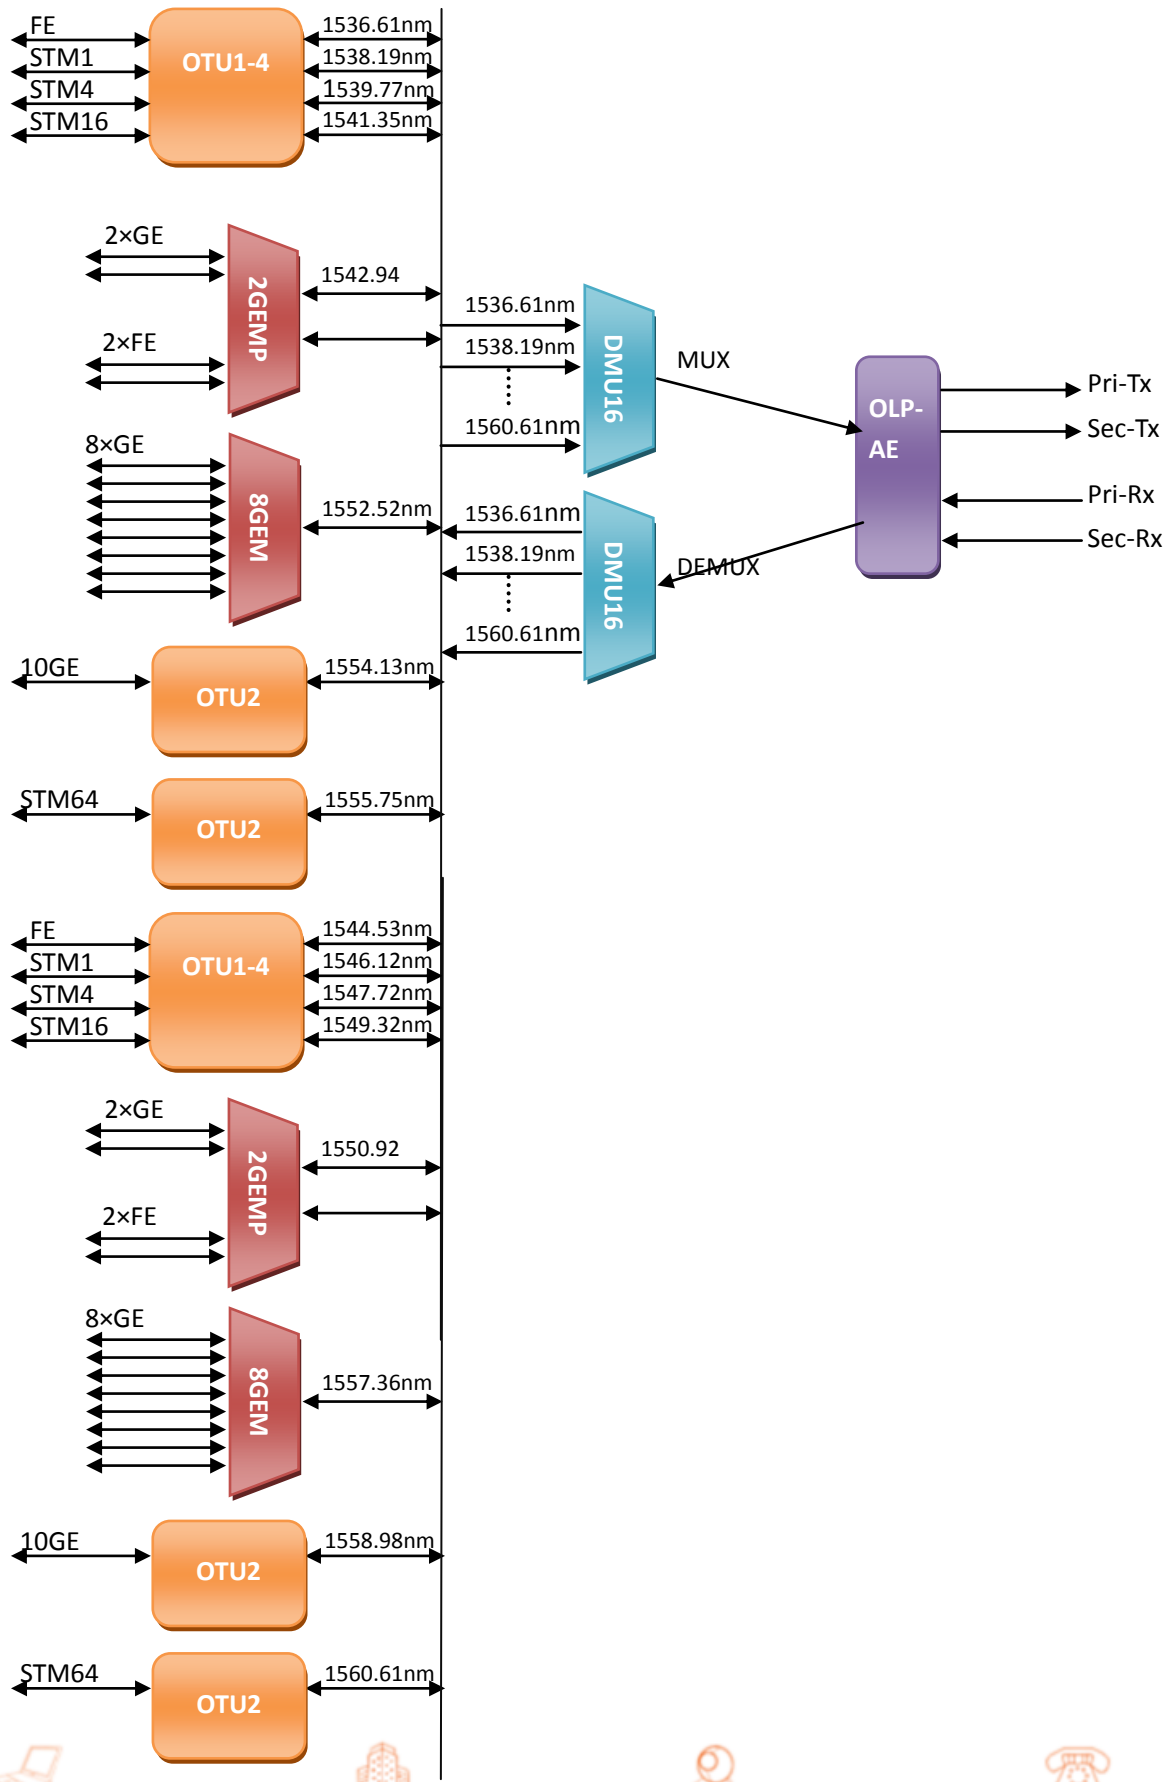 FE
STM1
STM4
STM16
OTU1-4
1536.61nm
1538.19nm
1539.77nm
1541.35nm
2×GE
2×FE
2GEMP
1542.94
8×GE
8GEM
1552.52nm
1536.61nm
1538.19nm
1560.61nm
DMU16
MUX
1536.61nm
1538.19nm
1560.61nm
DMU16
DEMUX
OLP-
AE
Pri-Tx
Sec-Tx
Pri-Rx
Sec-Rx
10GE
OTU2
1554.13nm
STM64
OTU2
1555.75nm
FE
STM1
STM4
STM16
OTU1-4
1544.53nm
1546.12nm
1547.72nm
1549.32nm
2×GE
2×FE
2GEMP
1550.92
8×GE
8GEM
1557.36nm
10GE
OTU2
1558.98nm
STM64
OTU2
1560.61nm